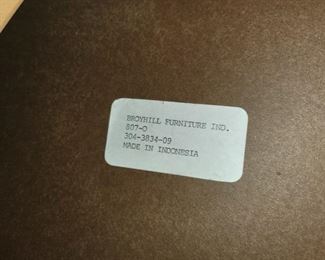 BROYHILL FURNITURE IND.
807-0
304-3834-09
MADE IN INDONESIA